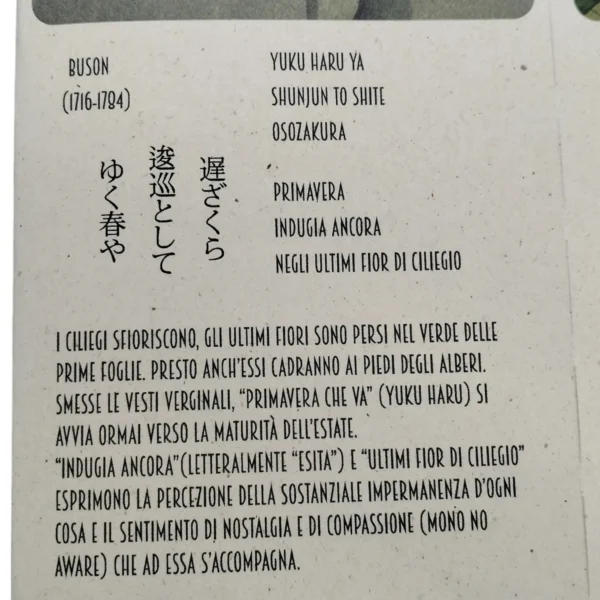 BUSON
(1716-1784)
ゆく春や
逡巡として
遅ざくら
YUKU HARU YA
SHUNJUN TO SHITE
OSOZAKURA
PRIMAVERA
INDUGIA ANCORA
NEGLI ULTIMI FIOR DI CILIEGIO
I CILIEGI SFIORISCONO, GLI ULTIMI FIORI SONO PERSI NEL VERDE DELLE
PRIME FOGLIE. PRESTO ANCH'ESSI CADRANNO AI PIEDI DEGLI ALBERI.
SMESSE LE VESTI VERGINALI, "PRIMAVERA CHE VA" (YUKU HARU) SI
AVVIA ORMAI VERSO LA MATURITÀ DELL'ESTATE.
"INDUGIA ANCORA"(LETTERALMENTE "ESITA") E "ULTIMI FIOR DI CILIEGIO"
ESPRIMONO LA PERCEZIONE DELLA SOSTANZIALE IMPERMANENZA D'OGNI
COSA E IL SENTIMENTO DI NOSTALGIA E DI COMPASSIONE (MONO NO
AWARE) CHE AD ESSA S'ACCOMPAGNA.